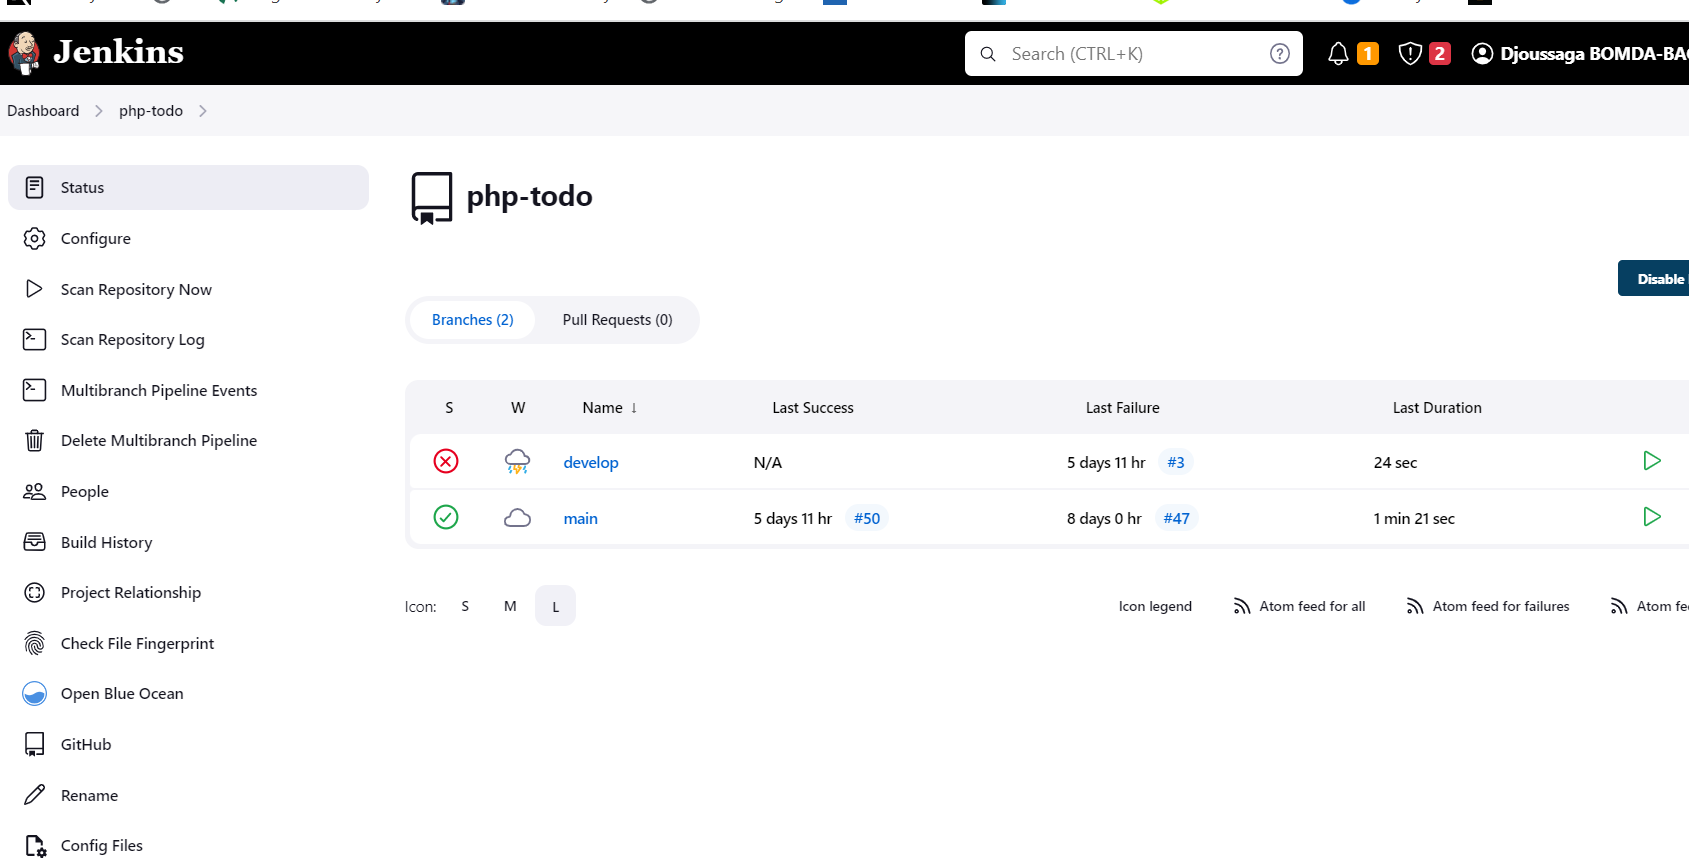 Jenkins
Search (CTRL+K)
1
2
Djoussaga BOMDA-BA
Dashboard
php-todo
Status
Configure
Scan Repository Now
Scan Repository Log
Multibranch Pipeline Events
Delete Multibranch Pipeline
People
Build History
Project Relationship
Check File Fingerprint
Open Blue Ocean
GitHub
Rename
Config Files
php-todo
Disable
Branches (2) Pull Requests (0)
S W Name ↓ Last Success Last Failure Last Duration
develop N/A 5 days 11 hr #3 24 sec
main 5 days 11 hr #50 8 days 0 hr #47 1 min 21 sec
Icon: S M L
Icon legend Atom feed for all Atom feed for failures Atom